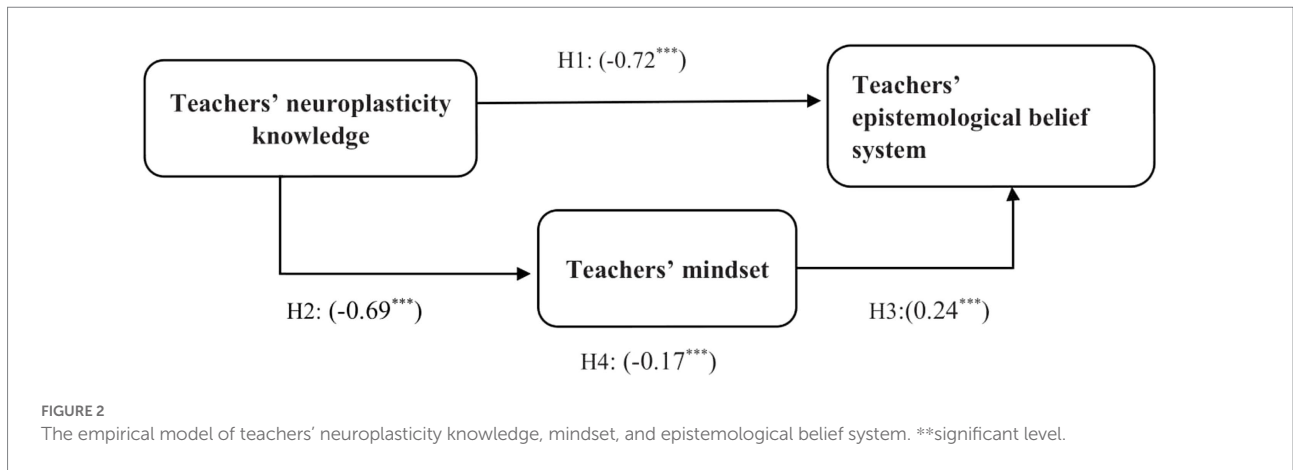 H1: (-0.72***)
Teachers’ neuroplasticity
knowledge
Teachers’
epistemological belief
system
Teachers’ mindset
H2: (-0.69***)
H3:(0.24***)
H4: (-0.17***)
FIGURE 2
The empirical model of teachers’ neuroplasticity knowledge, mindset, and epistemological belief system. **significant level.